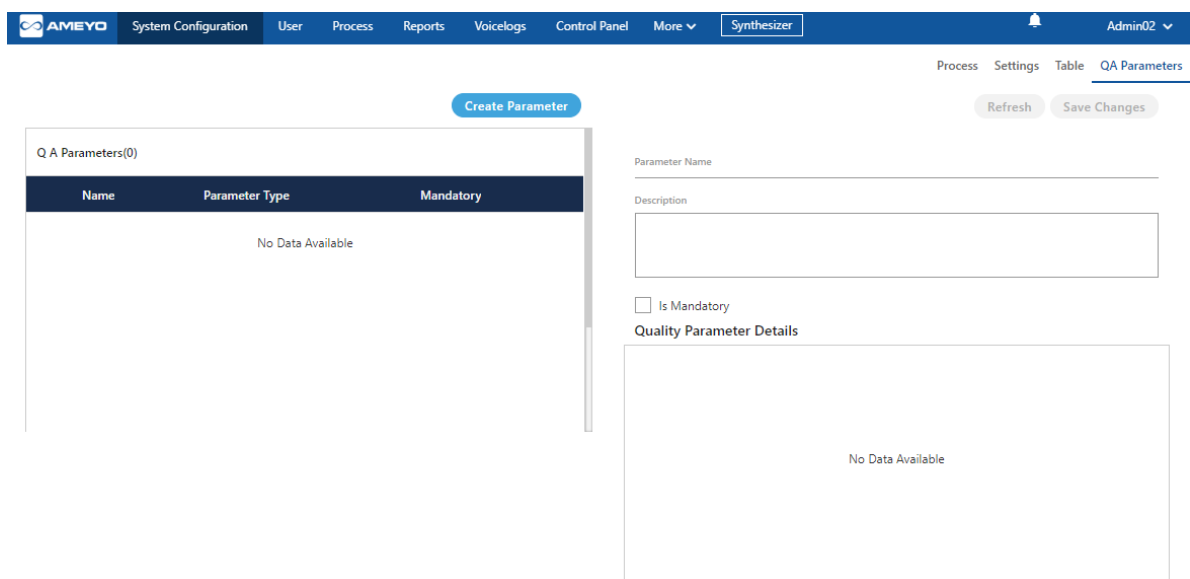 AMEYO System Configuration User Process Reports Voicelogs Control Panel More Synthesizer Admin02
Process Settings Table QA Parameters
Create Parameter
Refresh Save Changes
Q A Parameters(0)
Name Parameter Type Mandatory
No Data Available
Parameter Name
Description
Is Mandatory
Quality Parameter Details
No Data Available